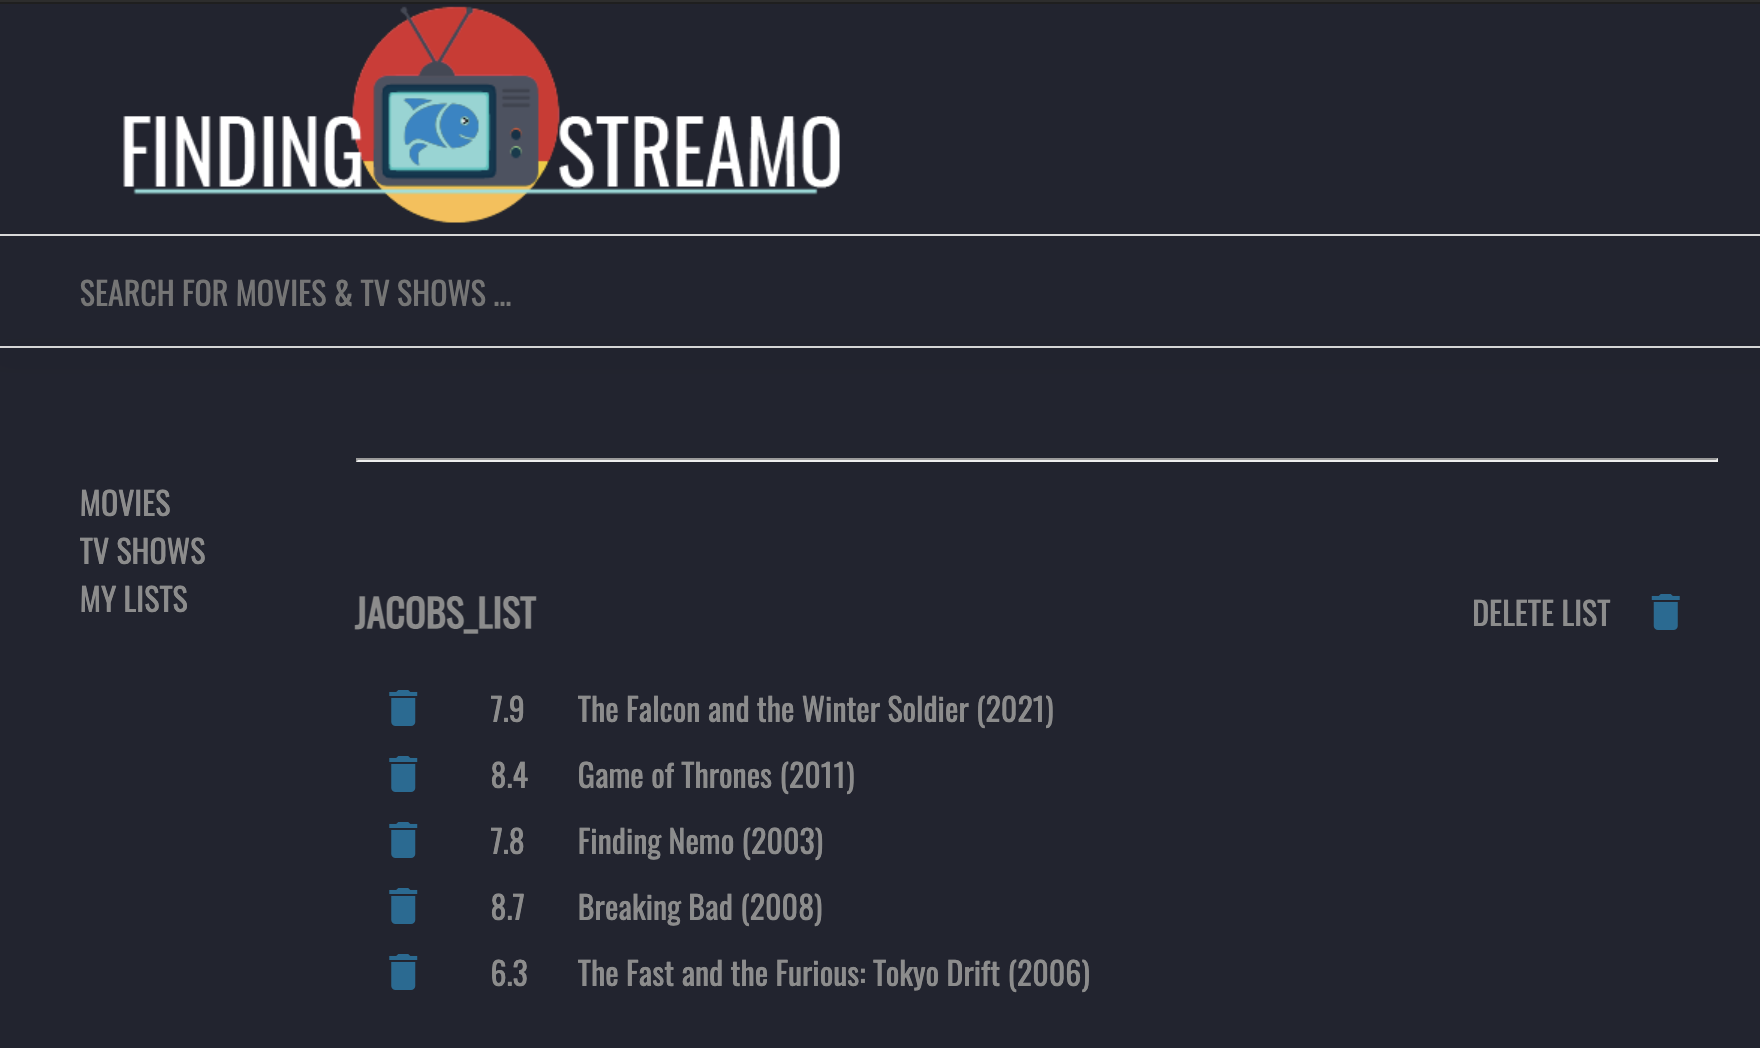 FINDING STREAMO
SEARCH FOR MOVIES & TV SHOWS ...
MOVIES
TV SHOWS
MY LISTS
JACOBS_LIST
DELETE LIST
7.9 The Falcon and the Winter Soldier (2021)
8.4 Game of Thrones (2011)
7.8 Finding Nemo (2003)
8.7 Breaking Bad (2008)
6.3 The Fast and the Furious: Tokyo Drift (2006)